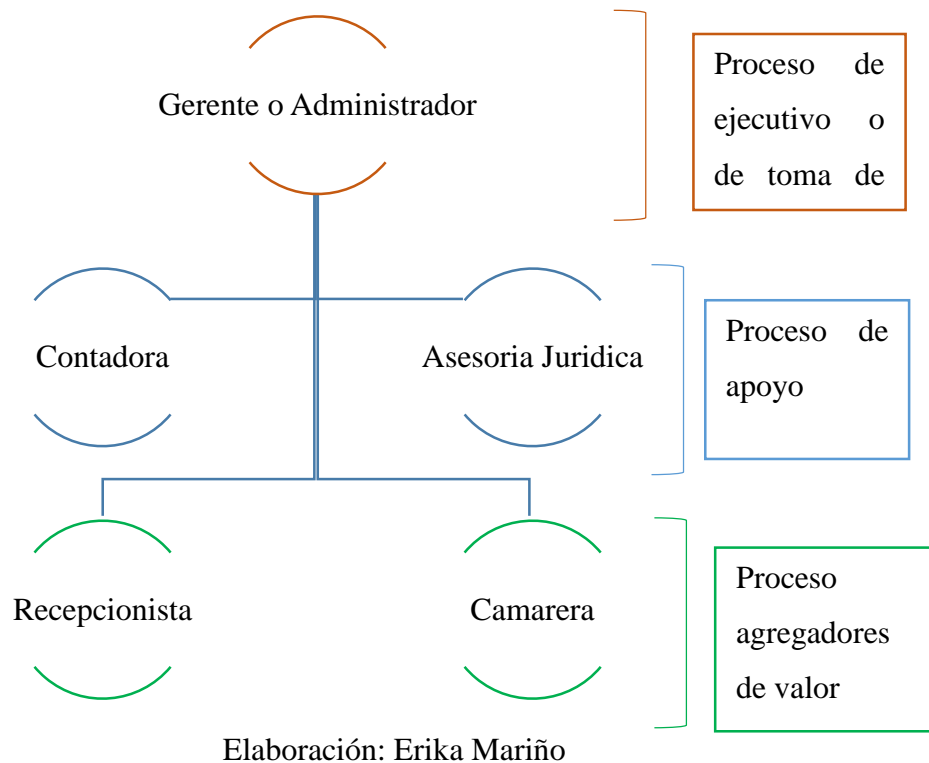 Gerente o Administrador
Proceso de
ejecutivo o
de toma de
Contadora
Asesoria Juridica
Proceso de
apoyo
Recepcionista
Camarera
Proceso
agregadores
de valor
Elaboración: Erika Mariño